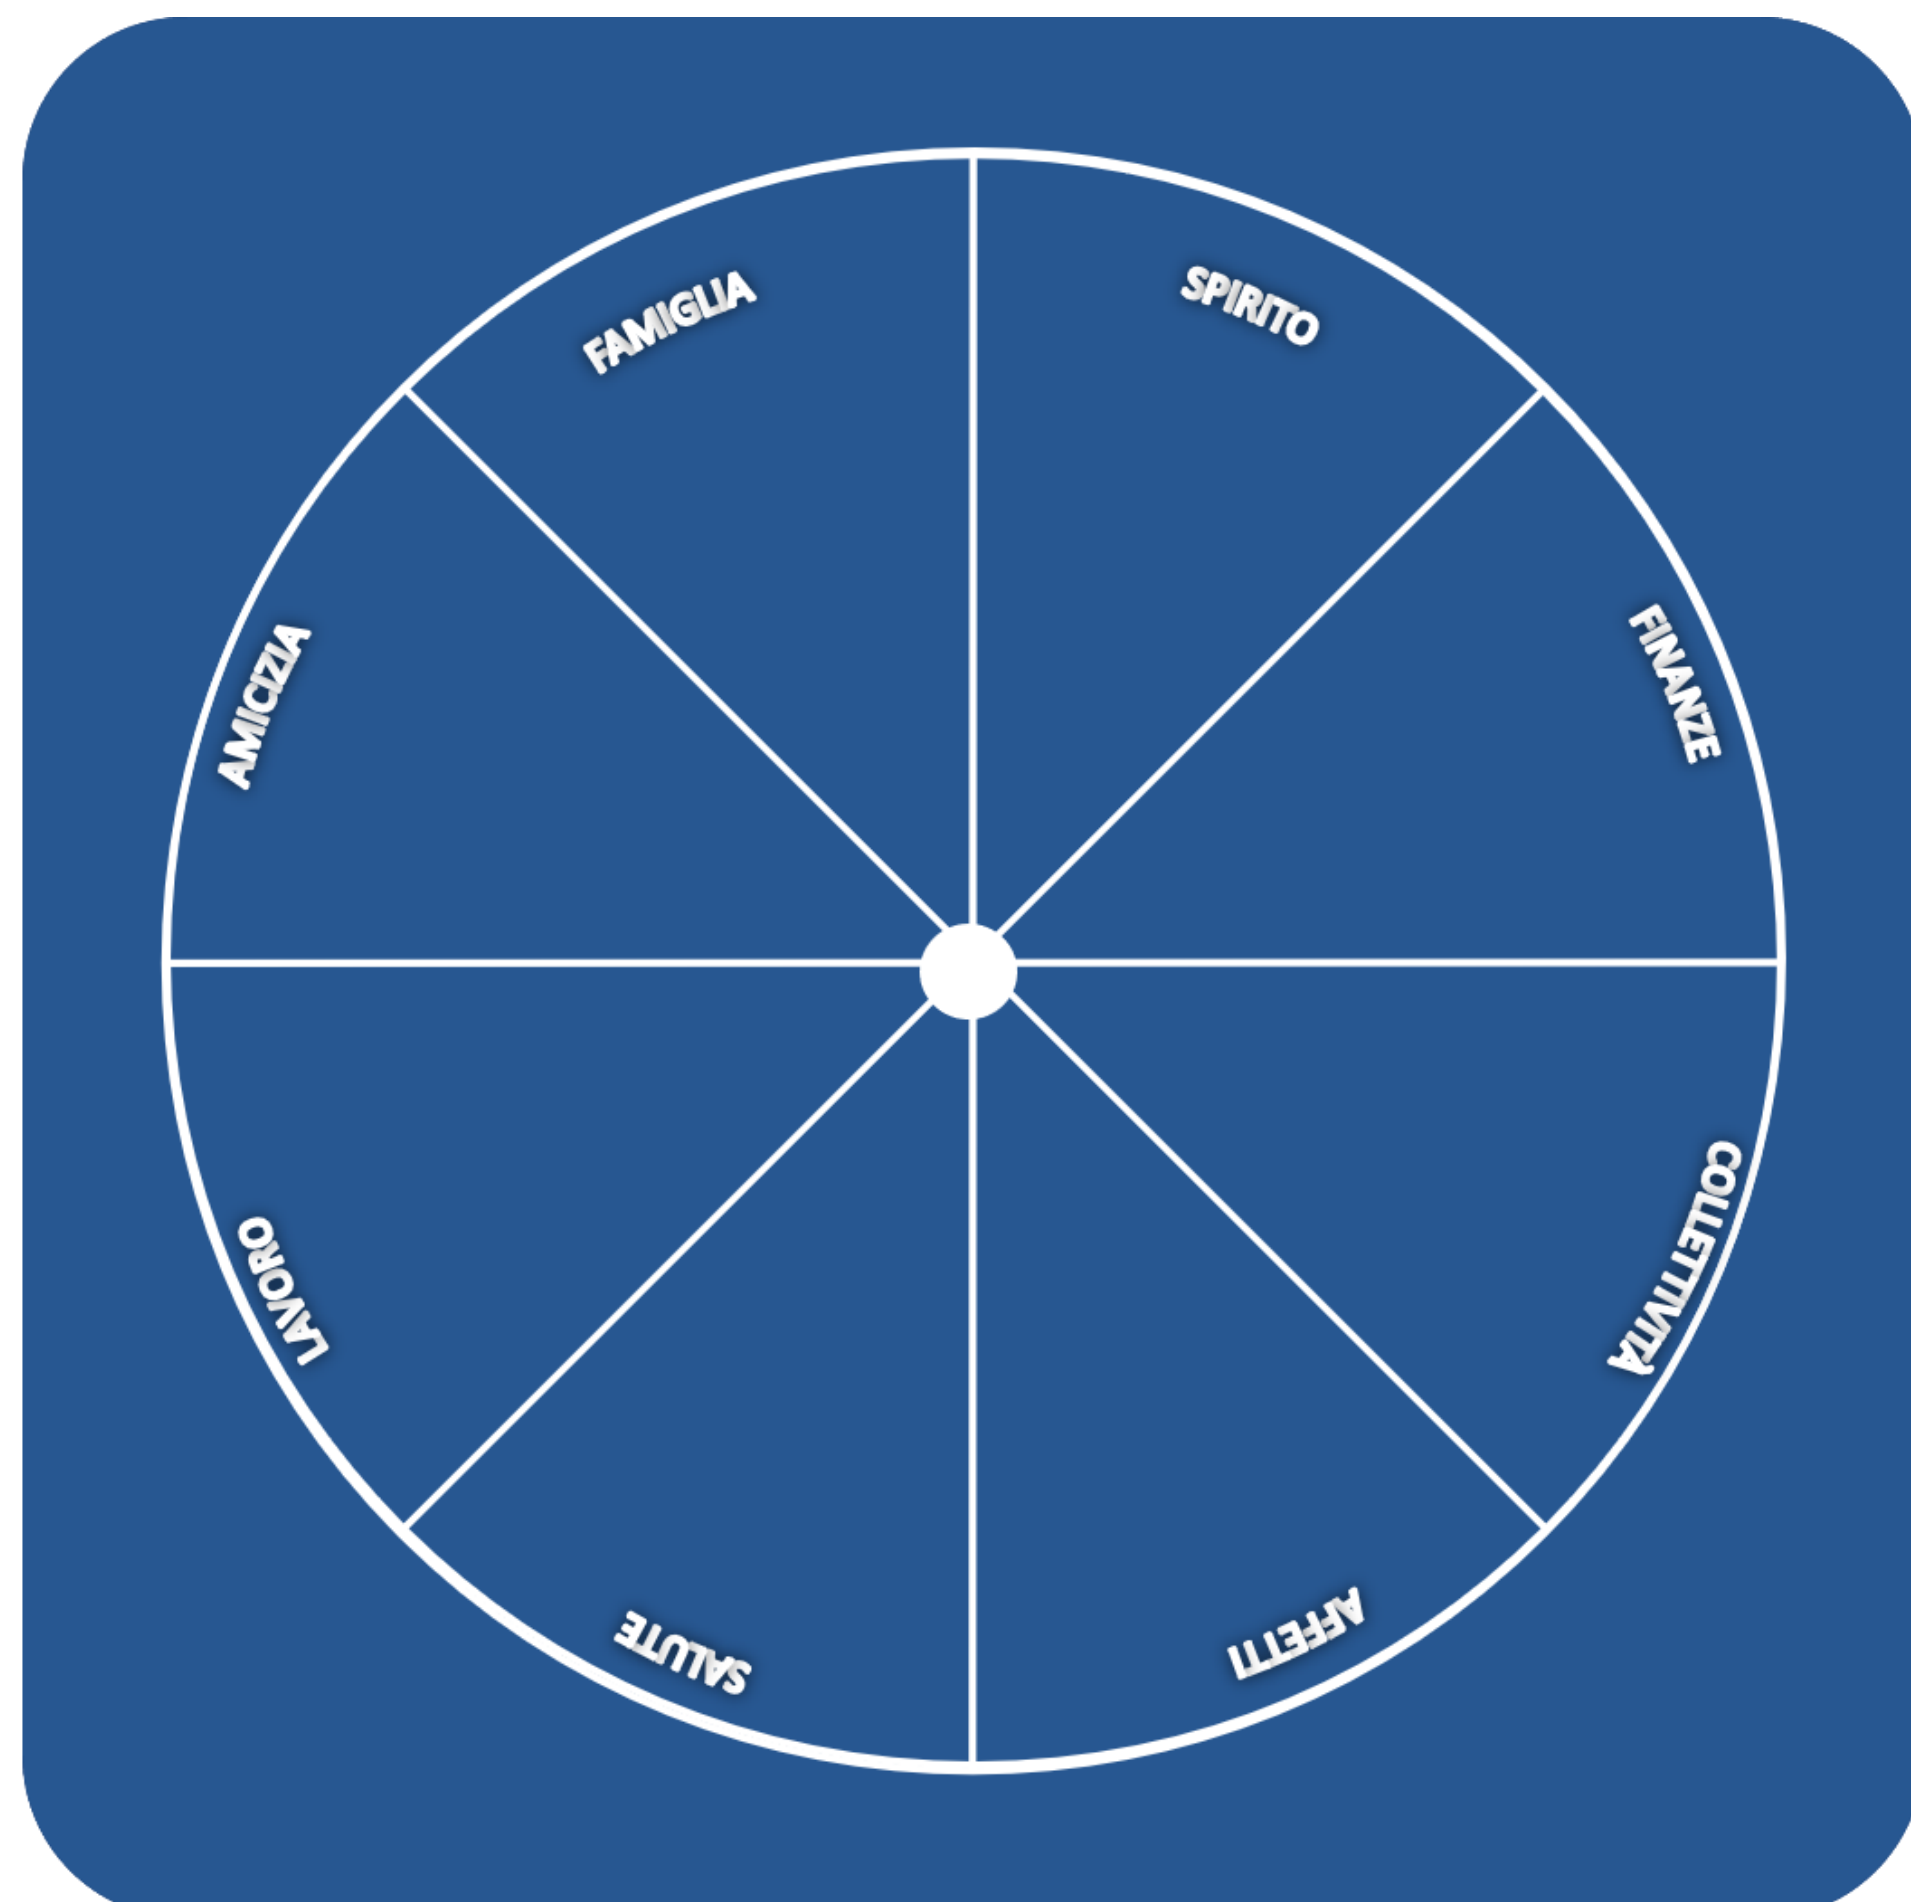 FAMIGLIA
SPIRITO
FINANZE
COLLETTIVITÀ
AFFETTI
SALUTE
LAVORO
AMICIZIA